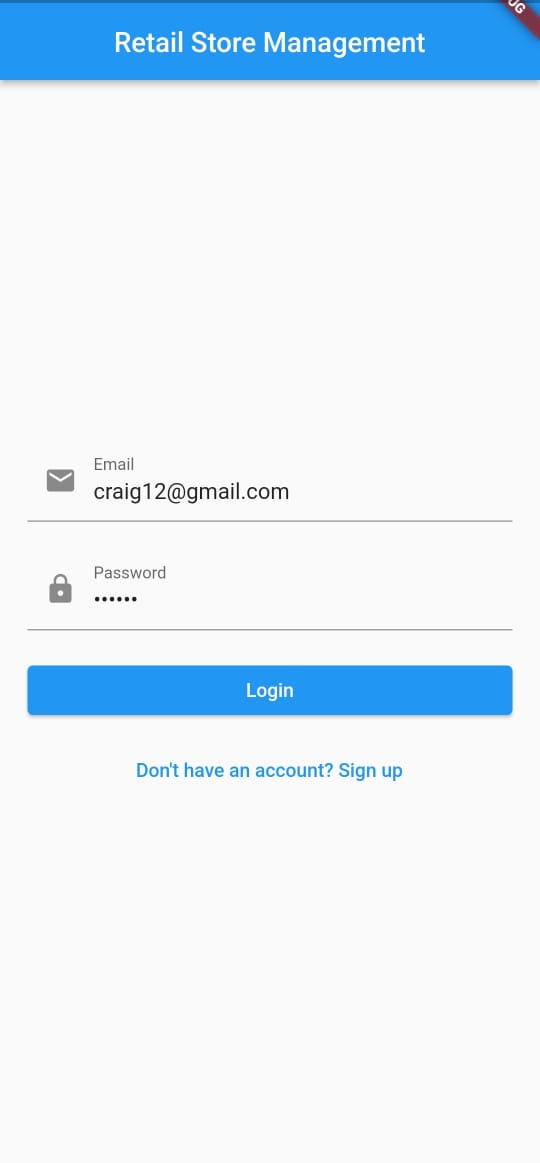 Retail Store Management
Email
craig12@gmail.com
Password
••••••
Login
Don't have an account? Sign up